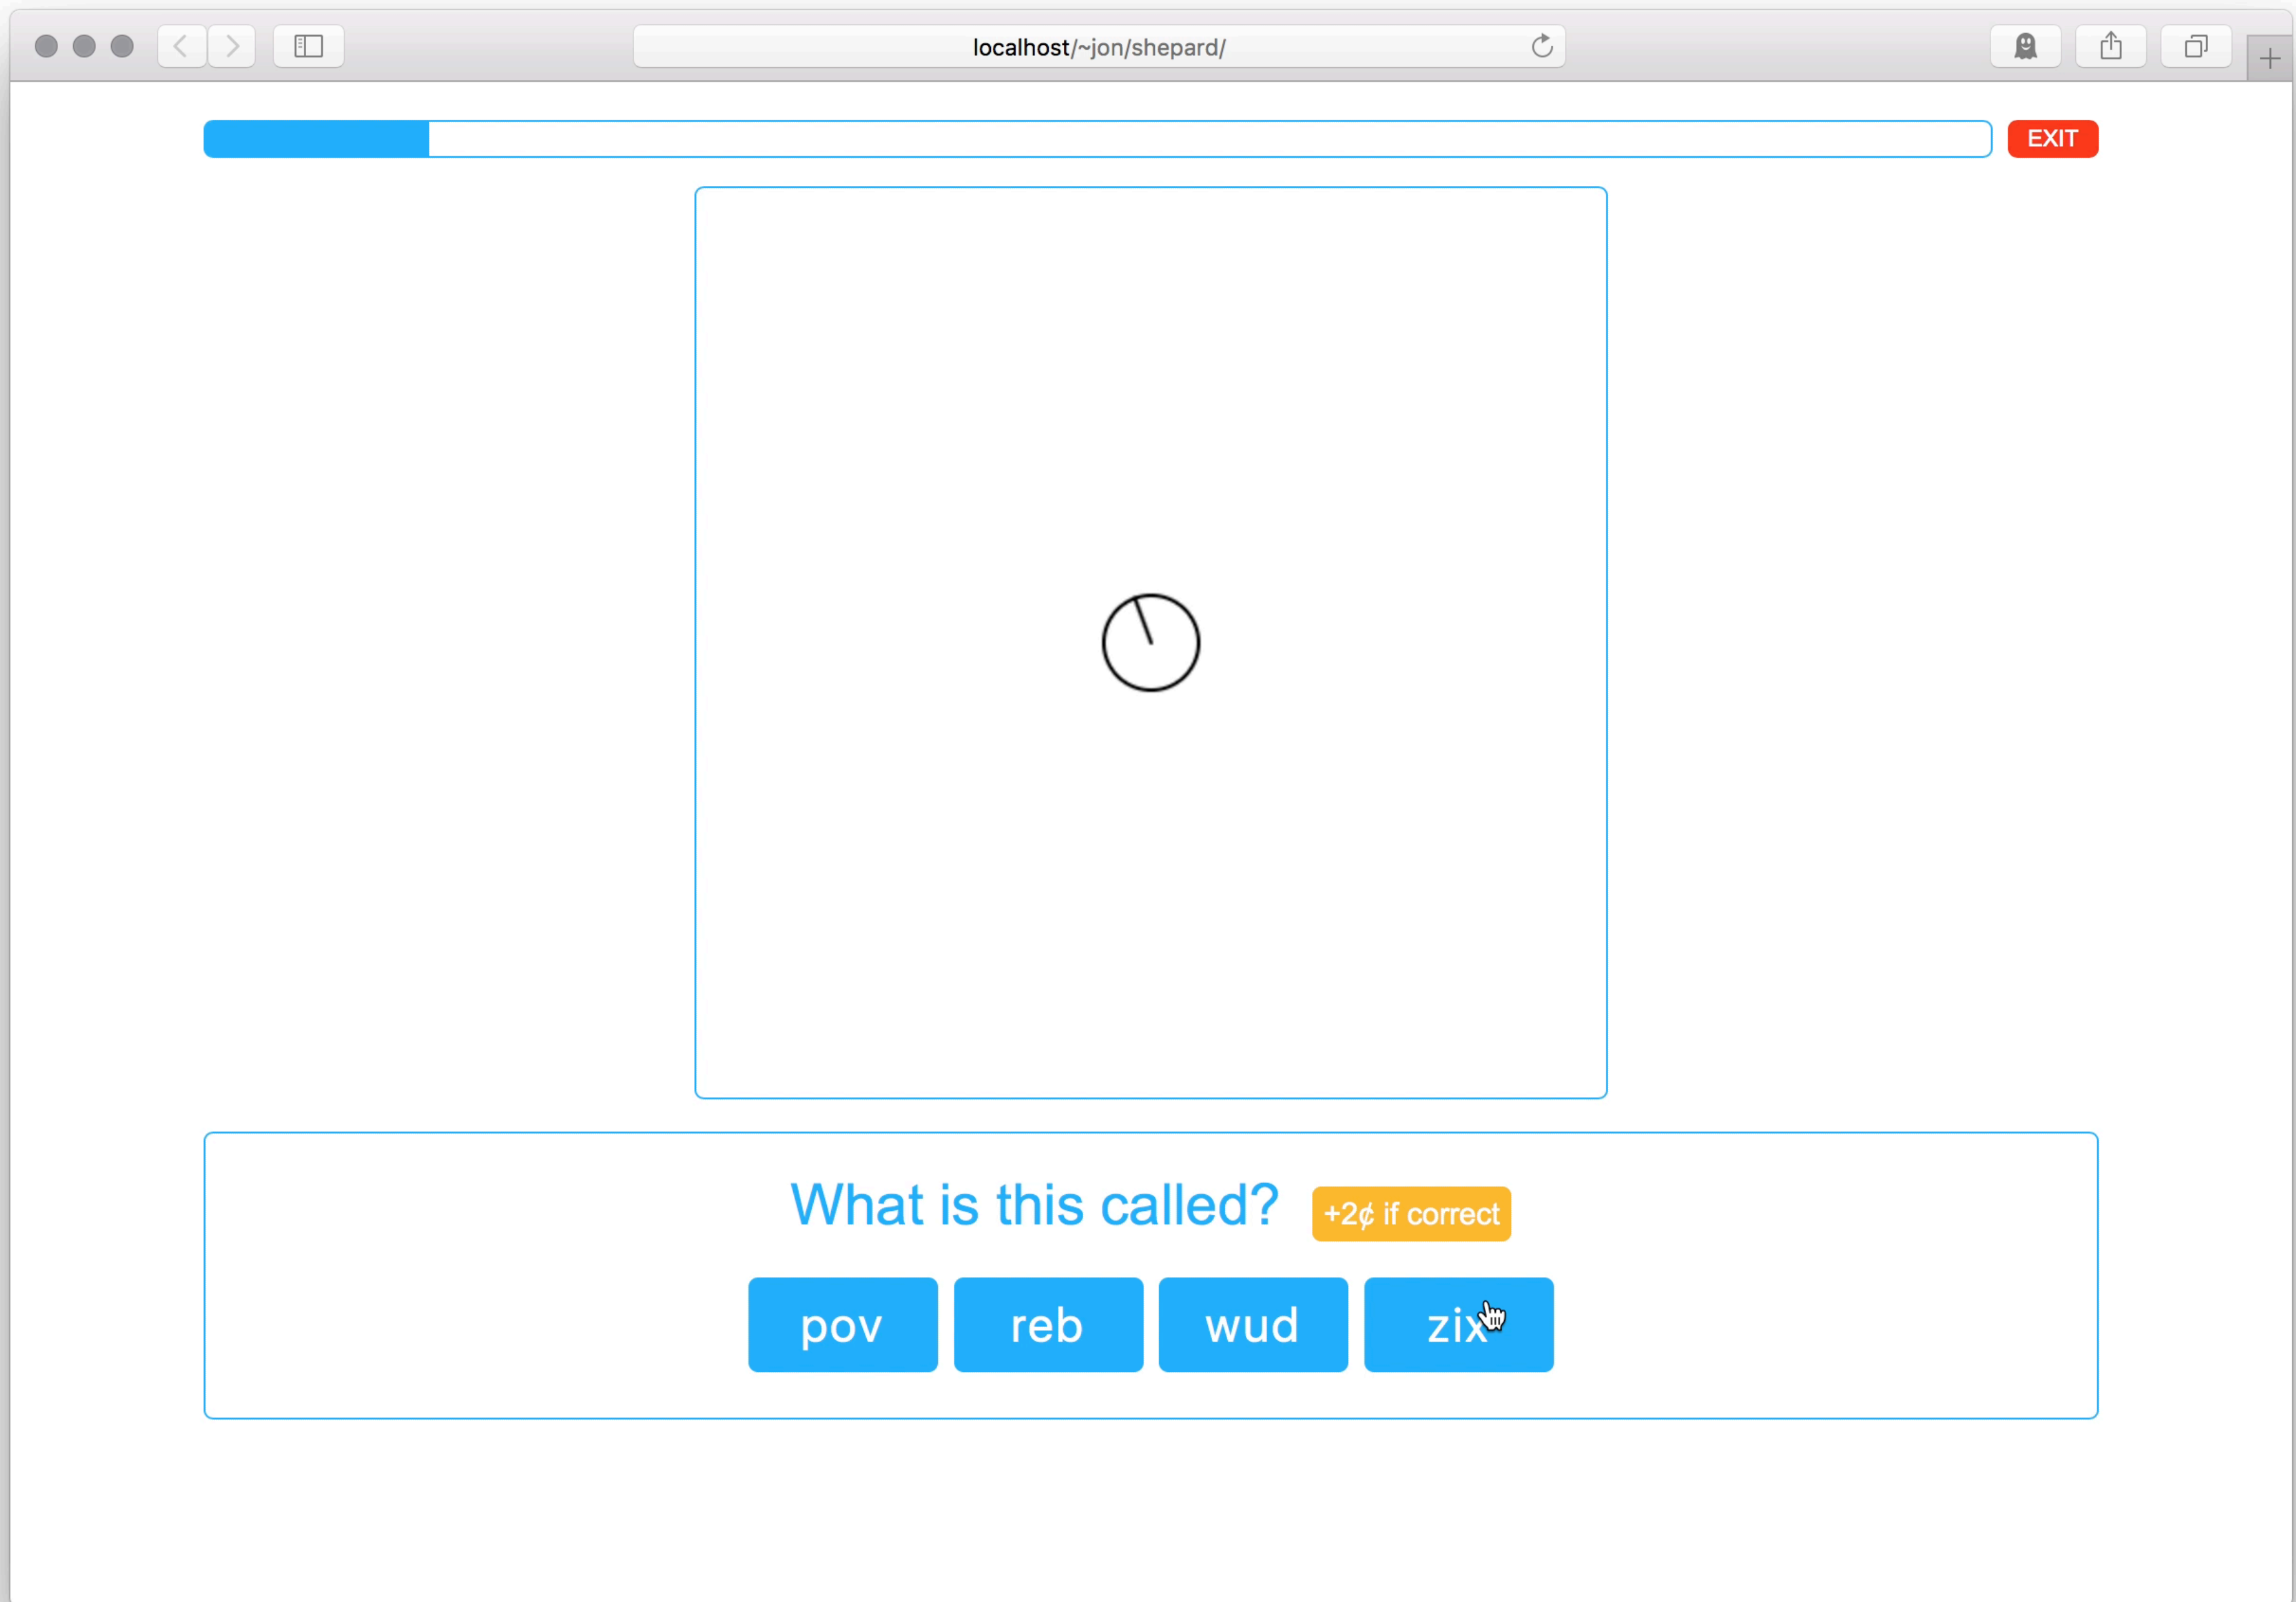 localhost/~jon/shepard/
EXIT
What is this called? +2¢ if correct
pov reb wud zix